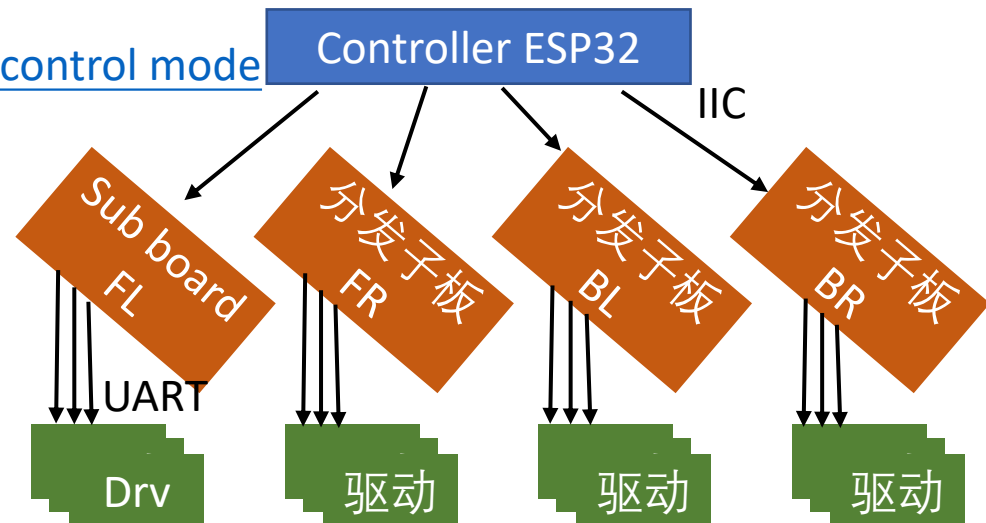 Controller ESP32
control mode
IIC
Sub board
FL
分发子板
FR
分发子板
BL
分发子板
BR
UART
Drv
驱动
驱动
驱动